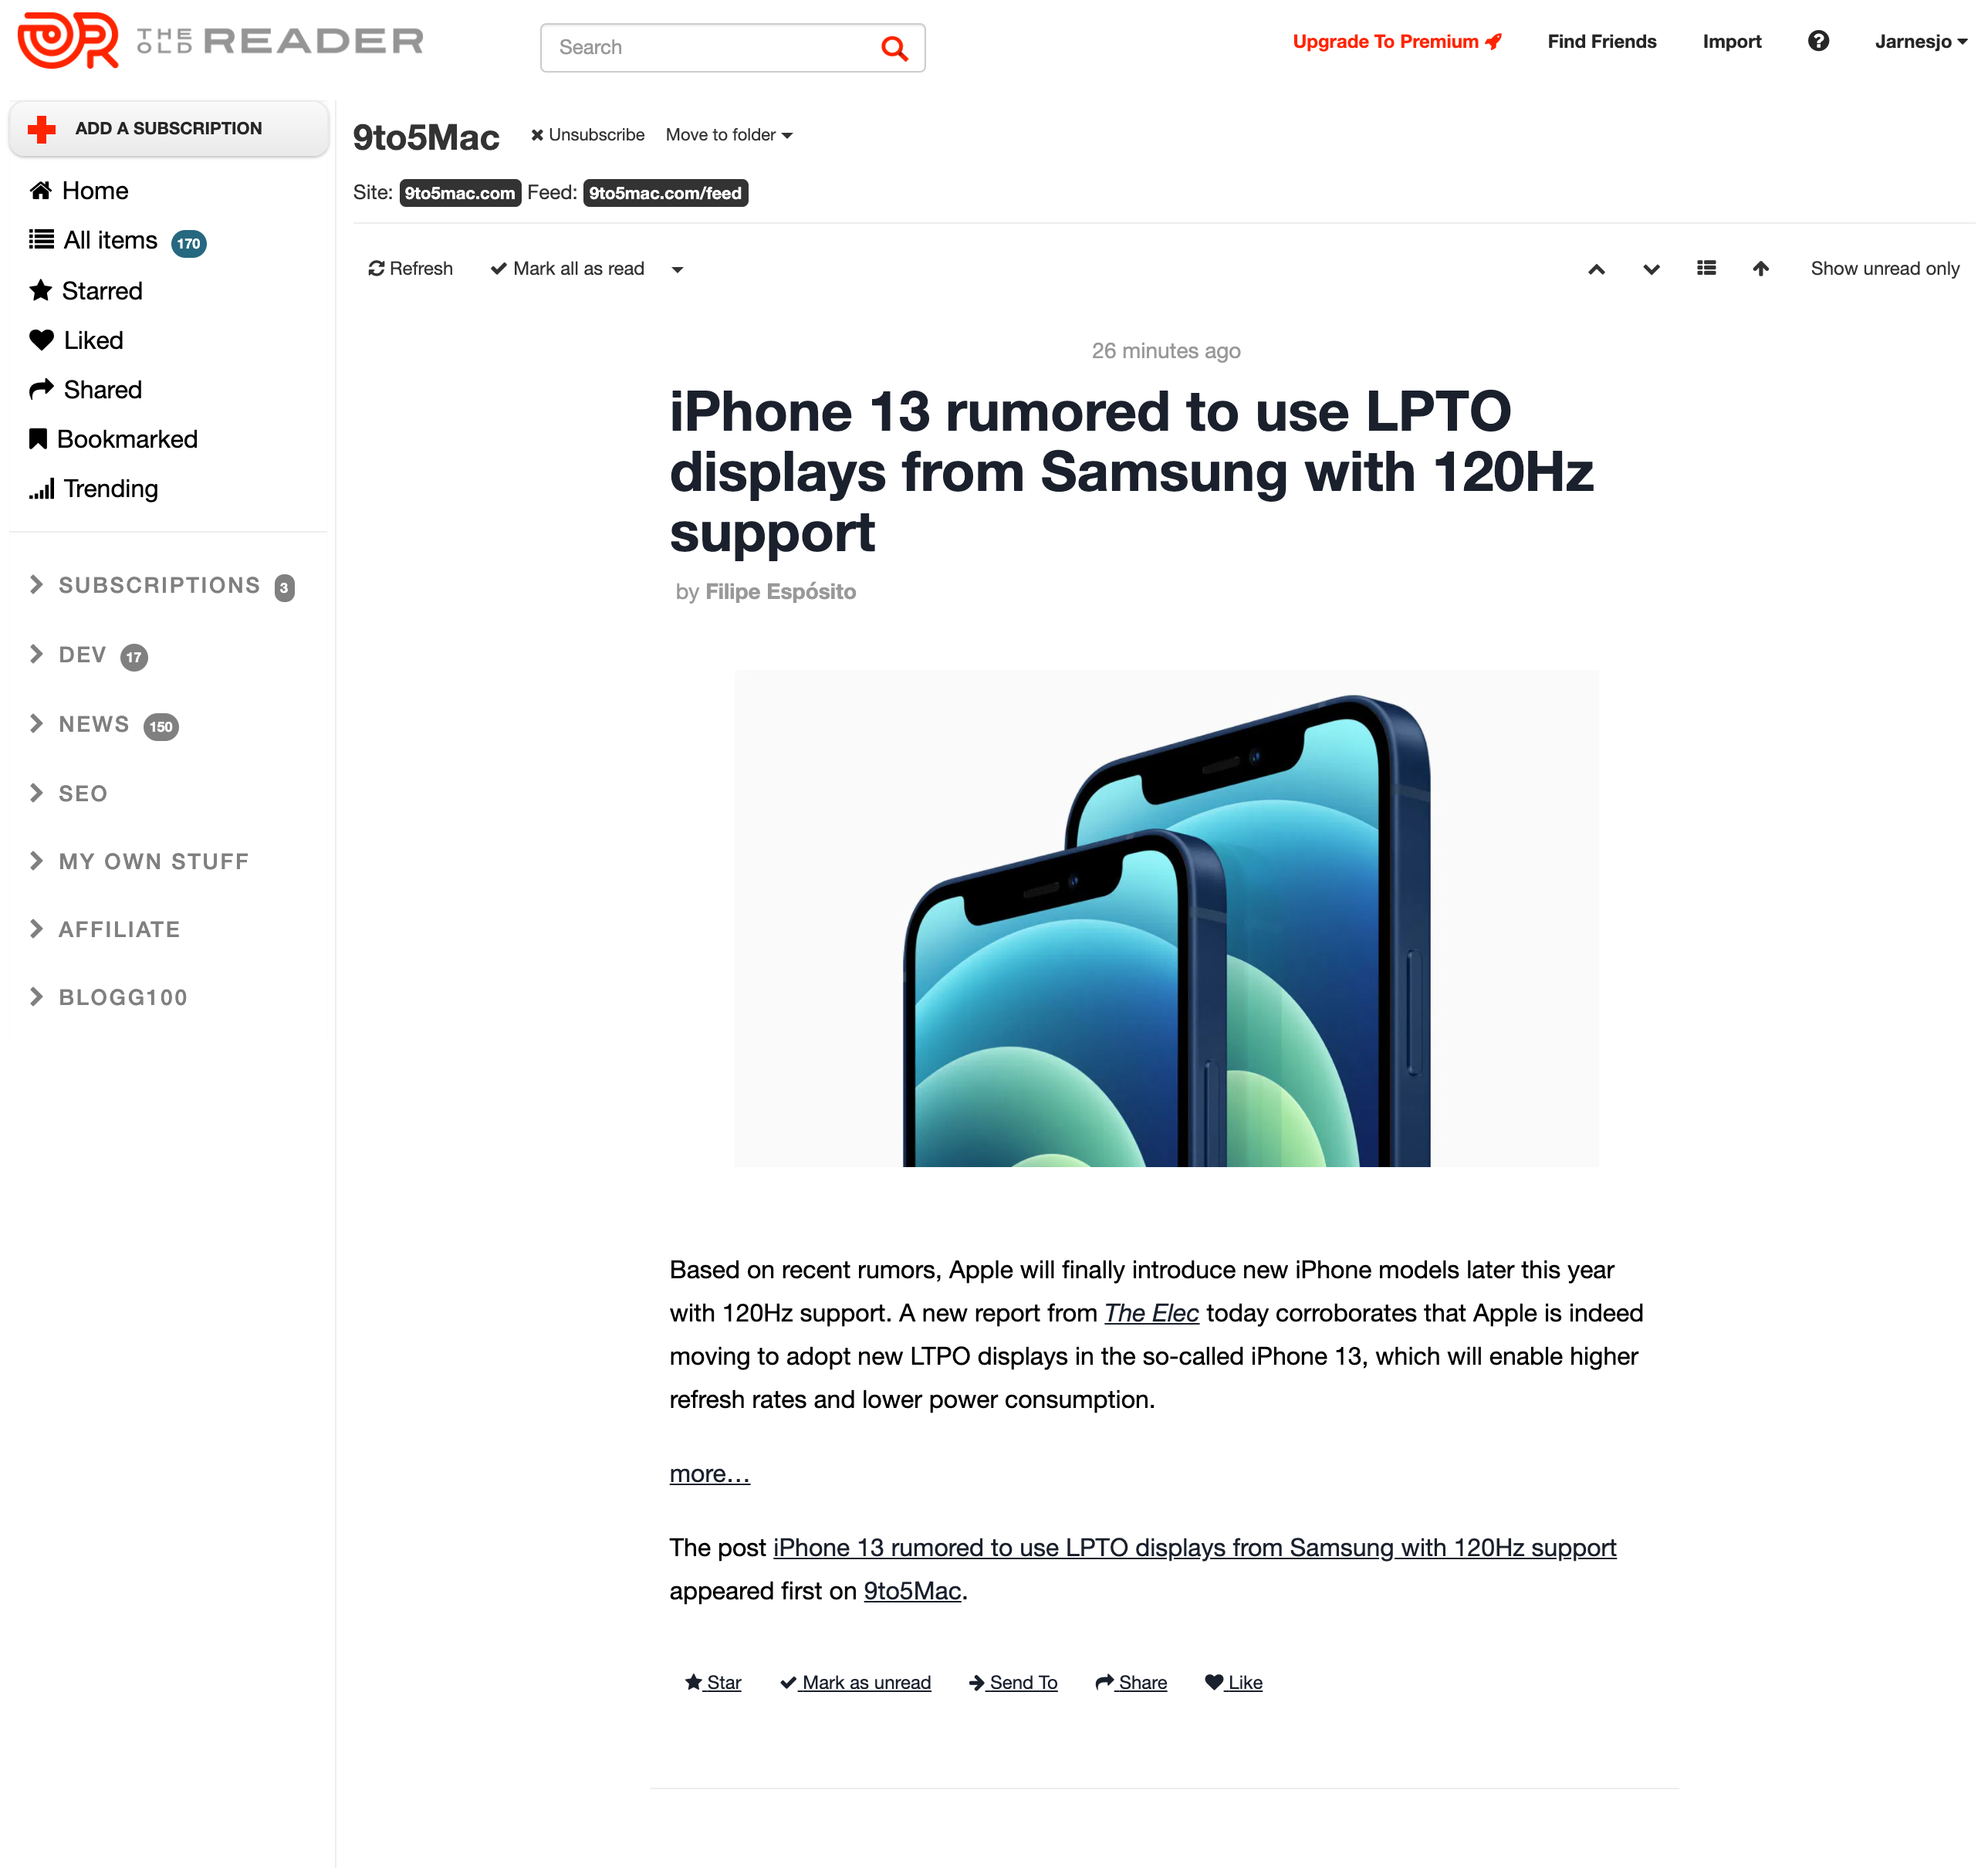 THE OLD READER
Search
Upgrade To Premium
Find Friends
Import
Jarnesjo
ADD A SUBSCRIPTION
Home
All items 170
Starred
Liked
Shared
Bookmarked
Trending
SUBSCRIPTIONS 3
DEV 17
NEWS 150
SEO
MY OWN STUFF
AFFILIATE
BLOGG100
9to5Mac
Unsubscribe
Move to folder
Site: 9to5mac.com Feed: 9to5mac.com/feed
Refresh
Mark all as read
Show unread only
26 minutes ago
iPhone 13 rumored to use LPTO
displays from Samsung with 120Hz
support
by Filipe Espósito
Based on recent rumors, Apple will finally introduce new iPhone models later this year
with 120Hz support. A new report from The Elec today corroborates that Apple is indeed
moving to adopt new LTPO displays in the so-called iPhone 13, which will enable higher
refresh rates and lower power consumption.
more…
The post iPhone 13 rumored to use LPTO displays from Samsung with 120Hz support
appeared first on 9to5Mac.
Star
Mark as unread
Send To
Share
Like